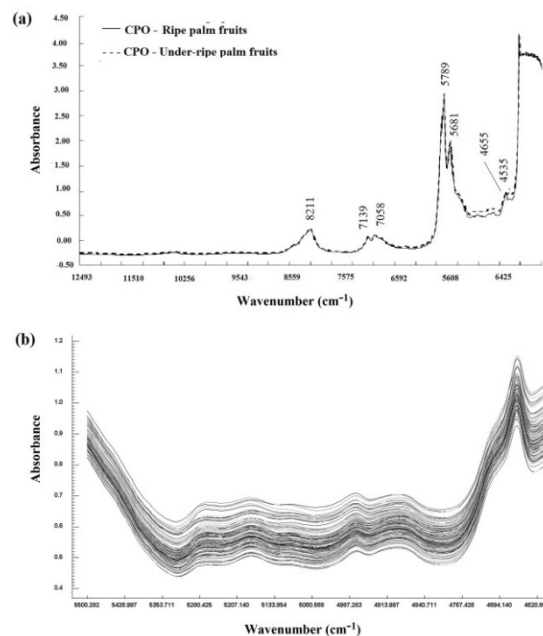 (a)
CPO - Ripe palm fruits
CPO - Under-ripe palm fruits
4.50
4.00
3.50
3.00
2.50
2.00
1.50
1.00
0.50
0.00
-0.50
Absorbance
8211
7139
7058
5789
5681
4655
4535
12493 11510 10256 9543 8559 7575 6592 5608 6425
Wavenumber (cm⁻¹)
(b)
1.2
1.1
1.0
0.9
0.8
0.7
0.6
0.5
0.4
Absorbance
5500.282 5426.997 5353.711 5280.425 5207.140 5133.854 5060.569 4987.283 4913.997 4840.711 4767.426 4694.140
Wavenumber (cm⁻¹)